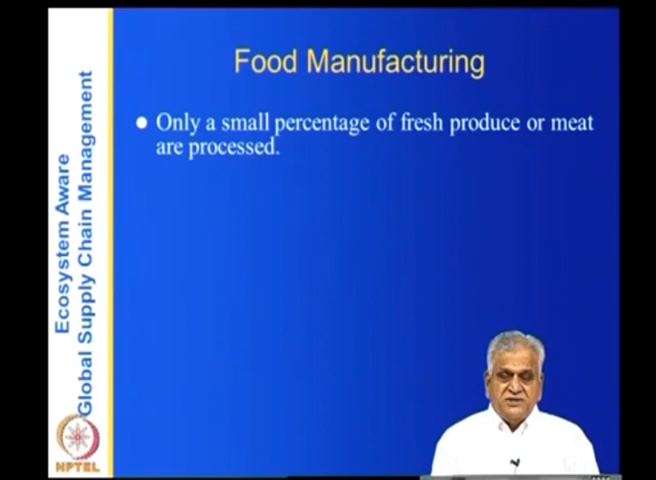 Food Manufacturing
Only a small percentage of fresh produce or meat
are processed.
Ecosystem Aware
Global Supply Chain Management
NPTEL